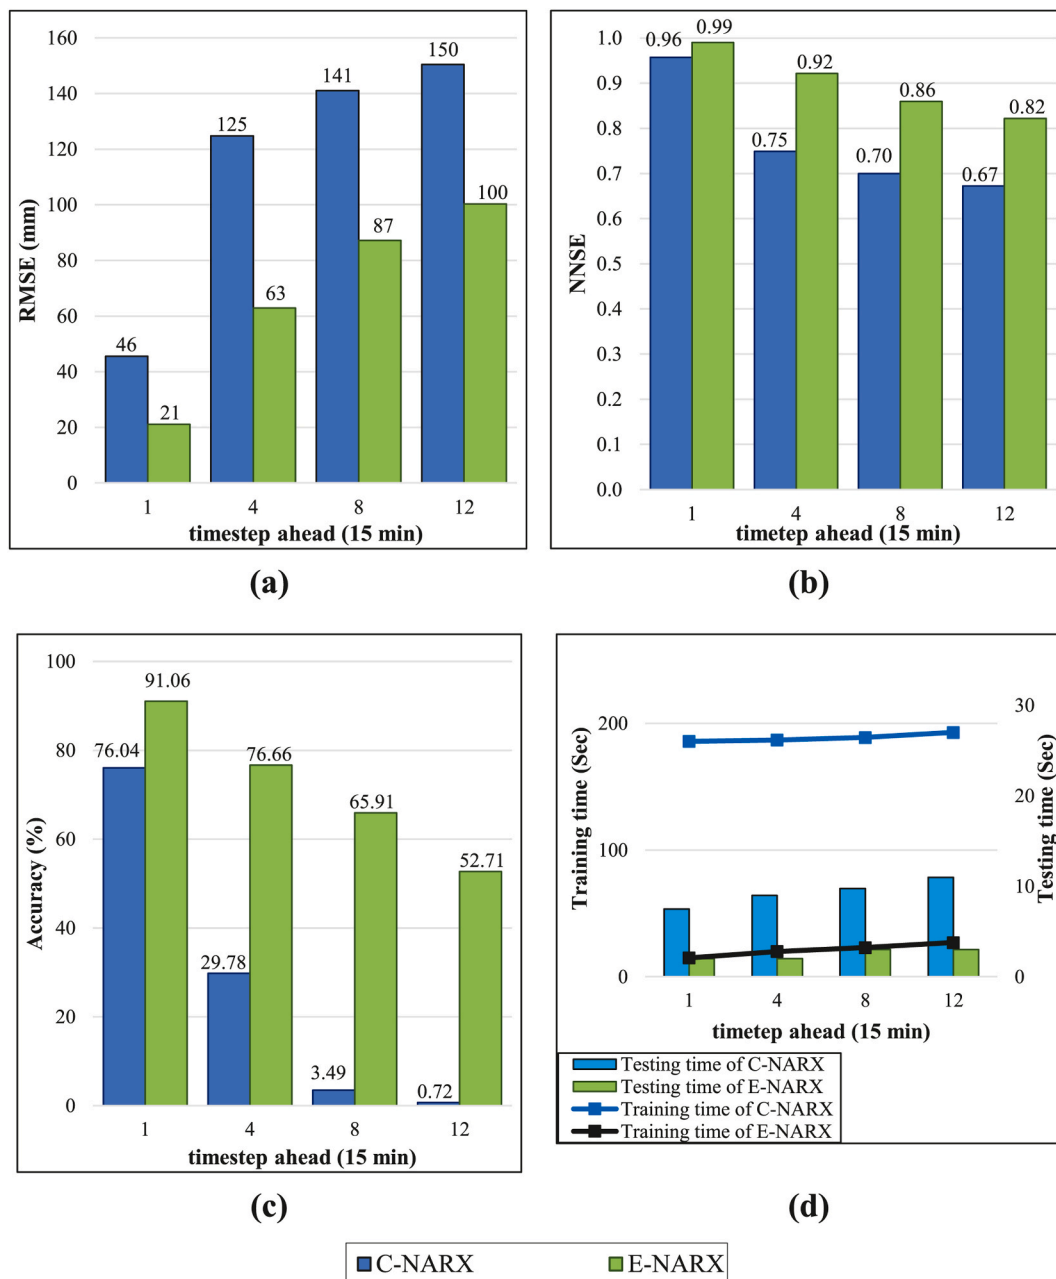 160
140
120
100
80
60
40
20
0
RMSE (mm)
46
21
125
63
141
87
150
100
1 4 8 12
timestep ahead (15 min)
(a)
1.0
0.9
0.8
0.7
0.6
0.5
0.4
0.3
0.2
0.1
0.0
NNSE
0.96
0.99
0.75
0.92
0.70
0.86
0.67
0.82
1 4 8 12
timetep ahead (15 min)
(b)
100
80
60
40
20
0
Accuracy (%)
76.04
91.06
29.78
76.66
3.49
65.91
0.72
52.71
1 4 8 12
timestep ahead (15 min)
(c)
200
100
0
Training time (Sec)
30
20
10
0
Testing time (Sec)
1 4 8 12
timetep ahead (15 min)
Testing time of C-NARX
Testing time of E-NARX
Training time of C-NARX
Training time of E-NARX
(d)
C-NARX E-NARX